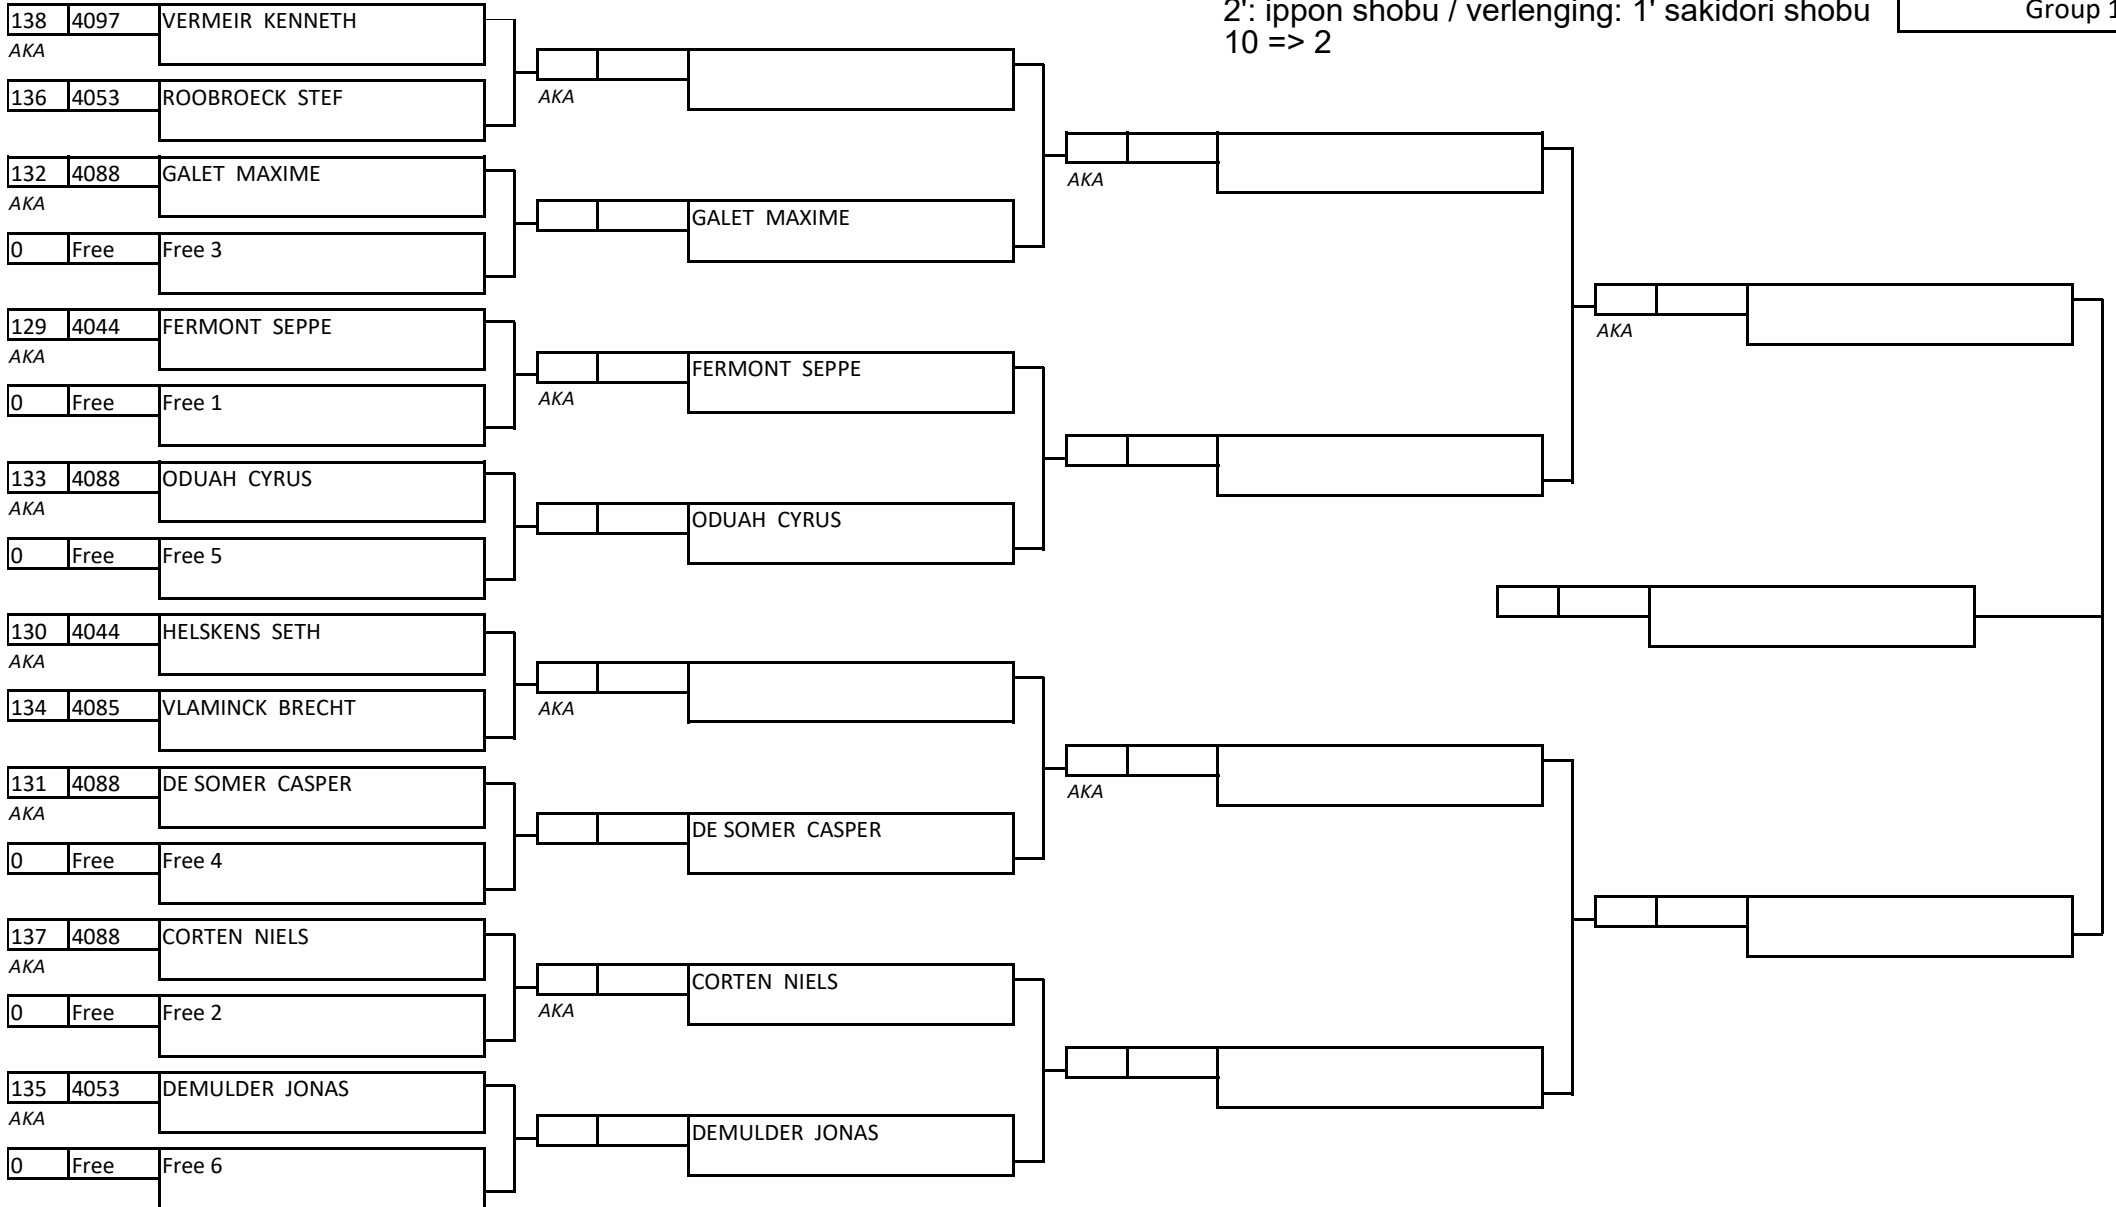 2': ippon shobu / verlenging: 1' sakidori shobu
Group 1
10 => 2
138 4097 VERMEIR KENNETH
AKA
136 4053 ROOBROECK STEF
132 4088 GALET MAXIME
AKA
0 Free Free 3
129 4044 FERMONT SEPPE
AKA
0 Free Free 1
133 4088 ODUAH CYRUS
AKA
0 Free Free 5
130 4044 HELSKENS SETH
AKA
134 4085 VLAMINCK BRECHT
131 4088 DE SOMER CASPER
AKA
0 Free Free 4
137 4088 CORTEN NIELS
AKA
0 Free Free 2
135 4053 DEMULDER JONAS
AKA
0 Free Free 6
AKA
GALET MAXIME
FERMONT SEPPE
AKA
ODUAH CYRUS
AKA
DE SOMER CASPER
CORTEN NIELS
AKA
DEMULDER JONAS
AKA
AKA
AKA